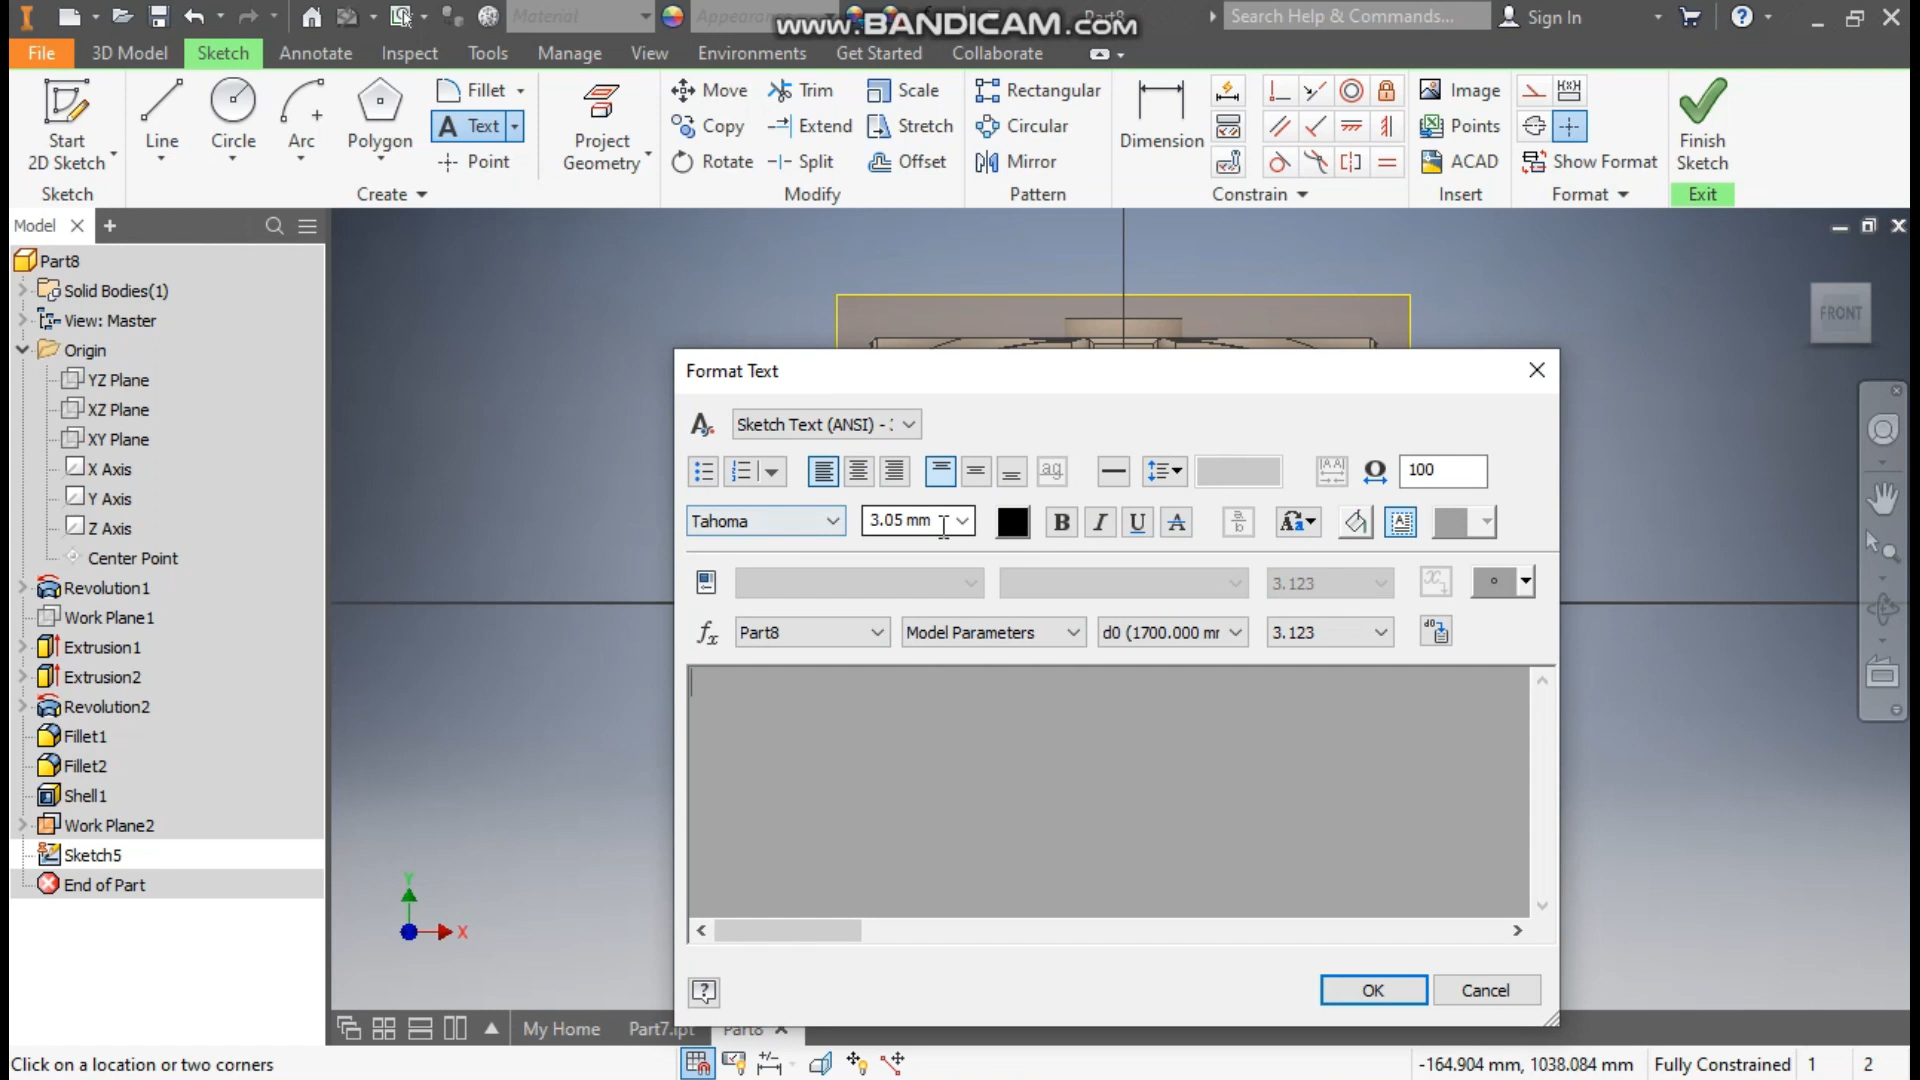 Material
Appearance
www.BANDICAM.com
Part8
Search Help & Commands...
Sign In
File
3D Model
Sketch
Annotate
Inspect
Tools
Manage
View
Environments
Get Started
Collaborate
Start
2D Sketch
Line
Circle
Arc
Polygon
Fillet
Text
Point
Project
Geometry
Move
Copy
Rotate
Trim
Extend
Split
Scale
Stretch
Offset
Rectangular
Circular
Mirror
Dimension
Image
Points
ACAD
Show Format
Finish
Sketch
Sketch
Create
Modify
Pattern
Constrain
Insert
Format
Exit
Model
Part8
Solid Bodies(1)
View: Master
Origin
YZ Plane
XZ Plane
XY Plane
X Axis
Y Axis
Z Axis
Center Point
Revolution1
Work Plane1
Extrusion1
Extrusion2
Revolution2
Fillet1
Fillet2
Shell1
Work Plane2
Sketch5
End of Part
FRONT
Format Text
Sketch Text (ANSI) -
100
Tahoma
3.05 mm
B I U A
3.123
Part8
Model Parameters
d0 (1700.000 mr
3.123
OK
Cancel
Y
X
My Home
Part7.ipt
Part8
Click on a location or two corners
-164.904 mm, 1038.084 mm
Fully Constrained
1
2